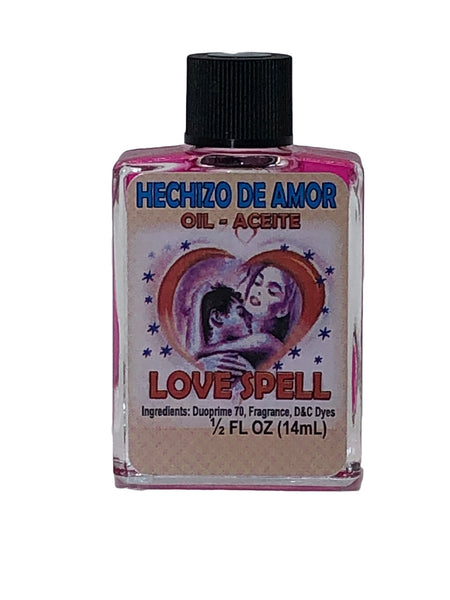 HECHIZO DE AMOR
OIL - ACEITE
LOVE SPELL
Ingredients: Duoprime 70, Fragrance, D&C Dyes
½ FL OZ (14mL)